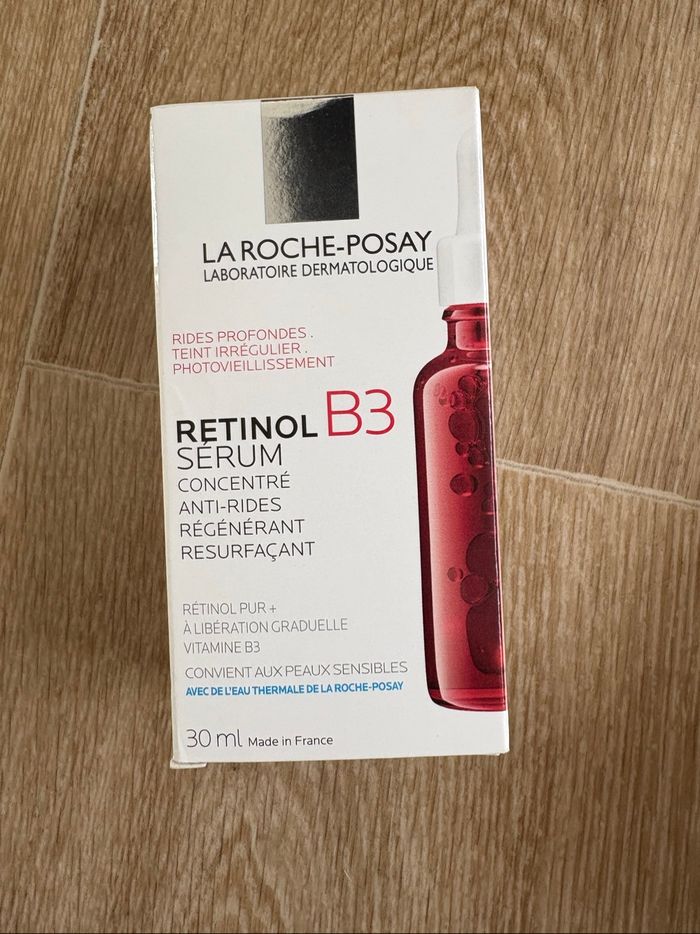 LA ROCHE-POSAY
LABORATOIRE DERMATOLOGIQUE
RIDES PROFONDES.
TEINT IRRÉGULIER.
PHOTOVIEILLISSEMENT
RETINOL B3
SÉRUM
CONCENTRÉ
ANTI-RIDES
RÉGÉNÉRANT
RESURFAÇANT
RÉTINOL PUR +
À LIBÉRATION GRADUELLE
VITAMINE B3
CONVIENT AUX PEAUX SENSIBLES
AVEC DE L'EAU THERMALE DE LA ROCHE-POSAY
30 ml Made in France